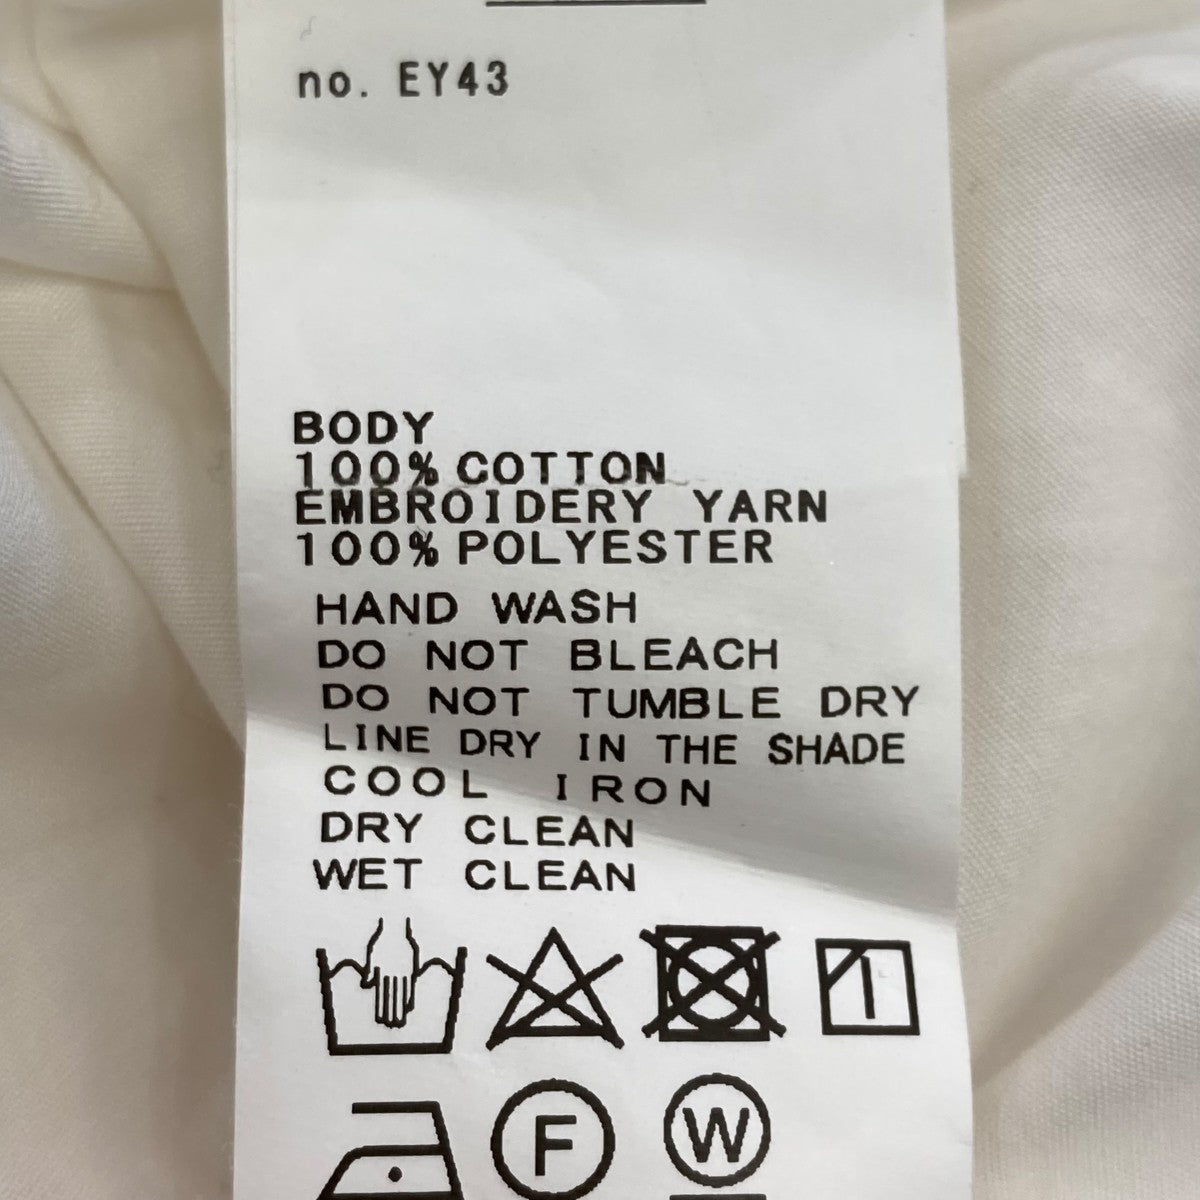 no. EY43
BODY
100% COTTON
EMBROIDERY YARN
100% POLYESTER
HAND WASH
DO NOT BLEACH
DO NOT TUMBLE DRY
LINE DRY IN THE SHADE
COOL IRON
DRY CLEAN
WET CLEAN
F W